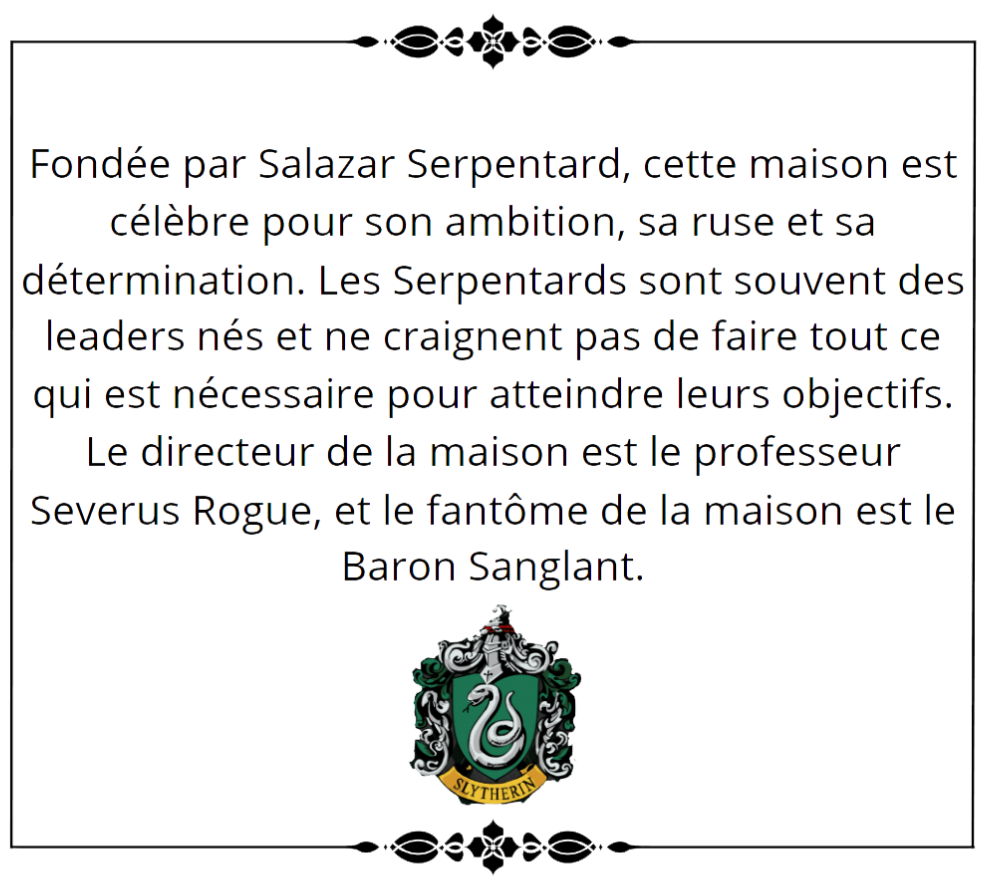 Fondée par Salazar Serpentard, cette maison est
célèbre pour son ambition, sa ruse et sa
détermination. Les Serpentards sont souvent des
leaders nés et ne craignent pas de faire tout ce
qui est nécessaire pour atteindre leurs objectifs.
Le directeur de la maison est le professeur
Severus Rogue, et le fantôme de la maison est le
Baron Sanglant.
SLYTHERIN